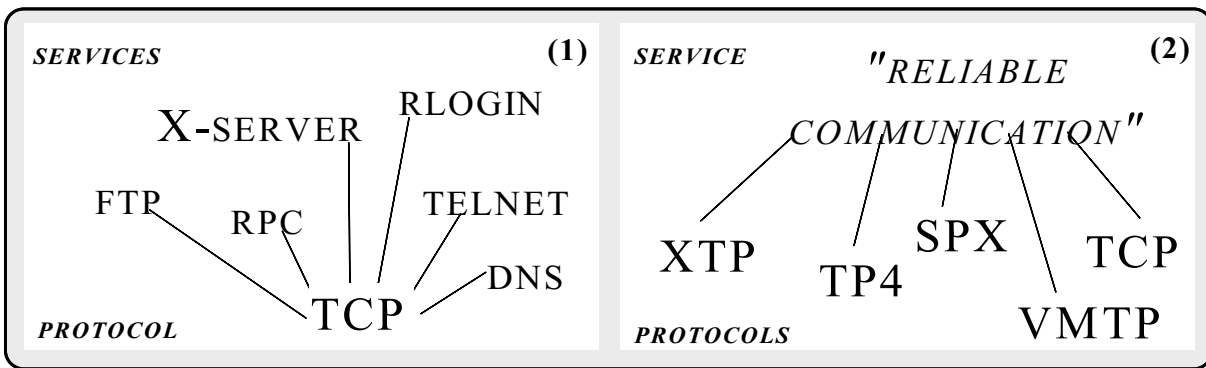 SERVICES
(1)
RLOGIN
X-SERVER
FTP
TELNET
RPC
DNS
TCP
PROTOCOL
SERVICE
(2)
"RELIABLE
COMMUNICATION"
SPX
TCP
XTP
TP4
VMTP
PROTOCOLS